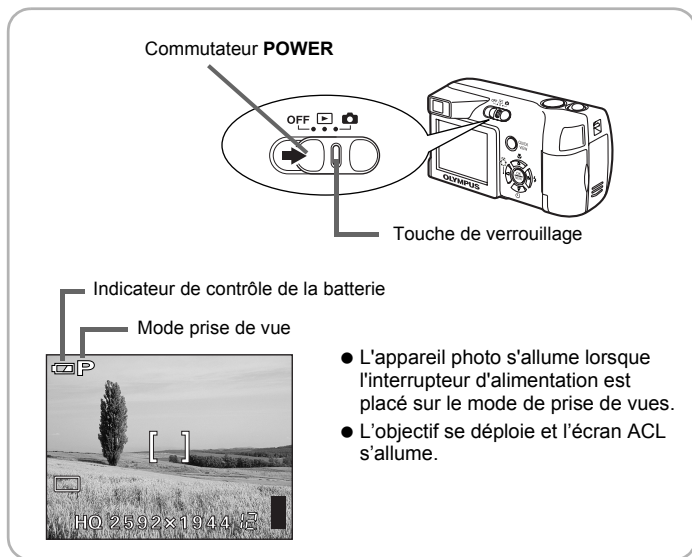 Commutateur POWER
OFF
OLYMPUS
Touche de verrouillage
Indicateur de contrôle de la batterie
Mode prise de vue
P
HQ 2592×1944 12
● L'appareil photo s'allume lorsque
l'interrupteur d'alimentation est
placé sur le mode de prise de vues.
● L’objectif se déploie et l’écran ACL
s’allume.